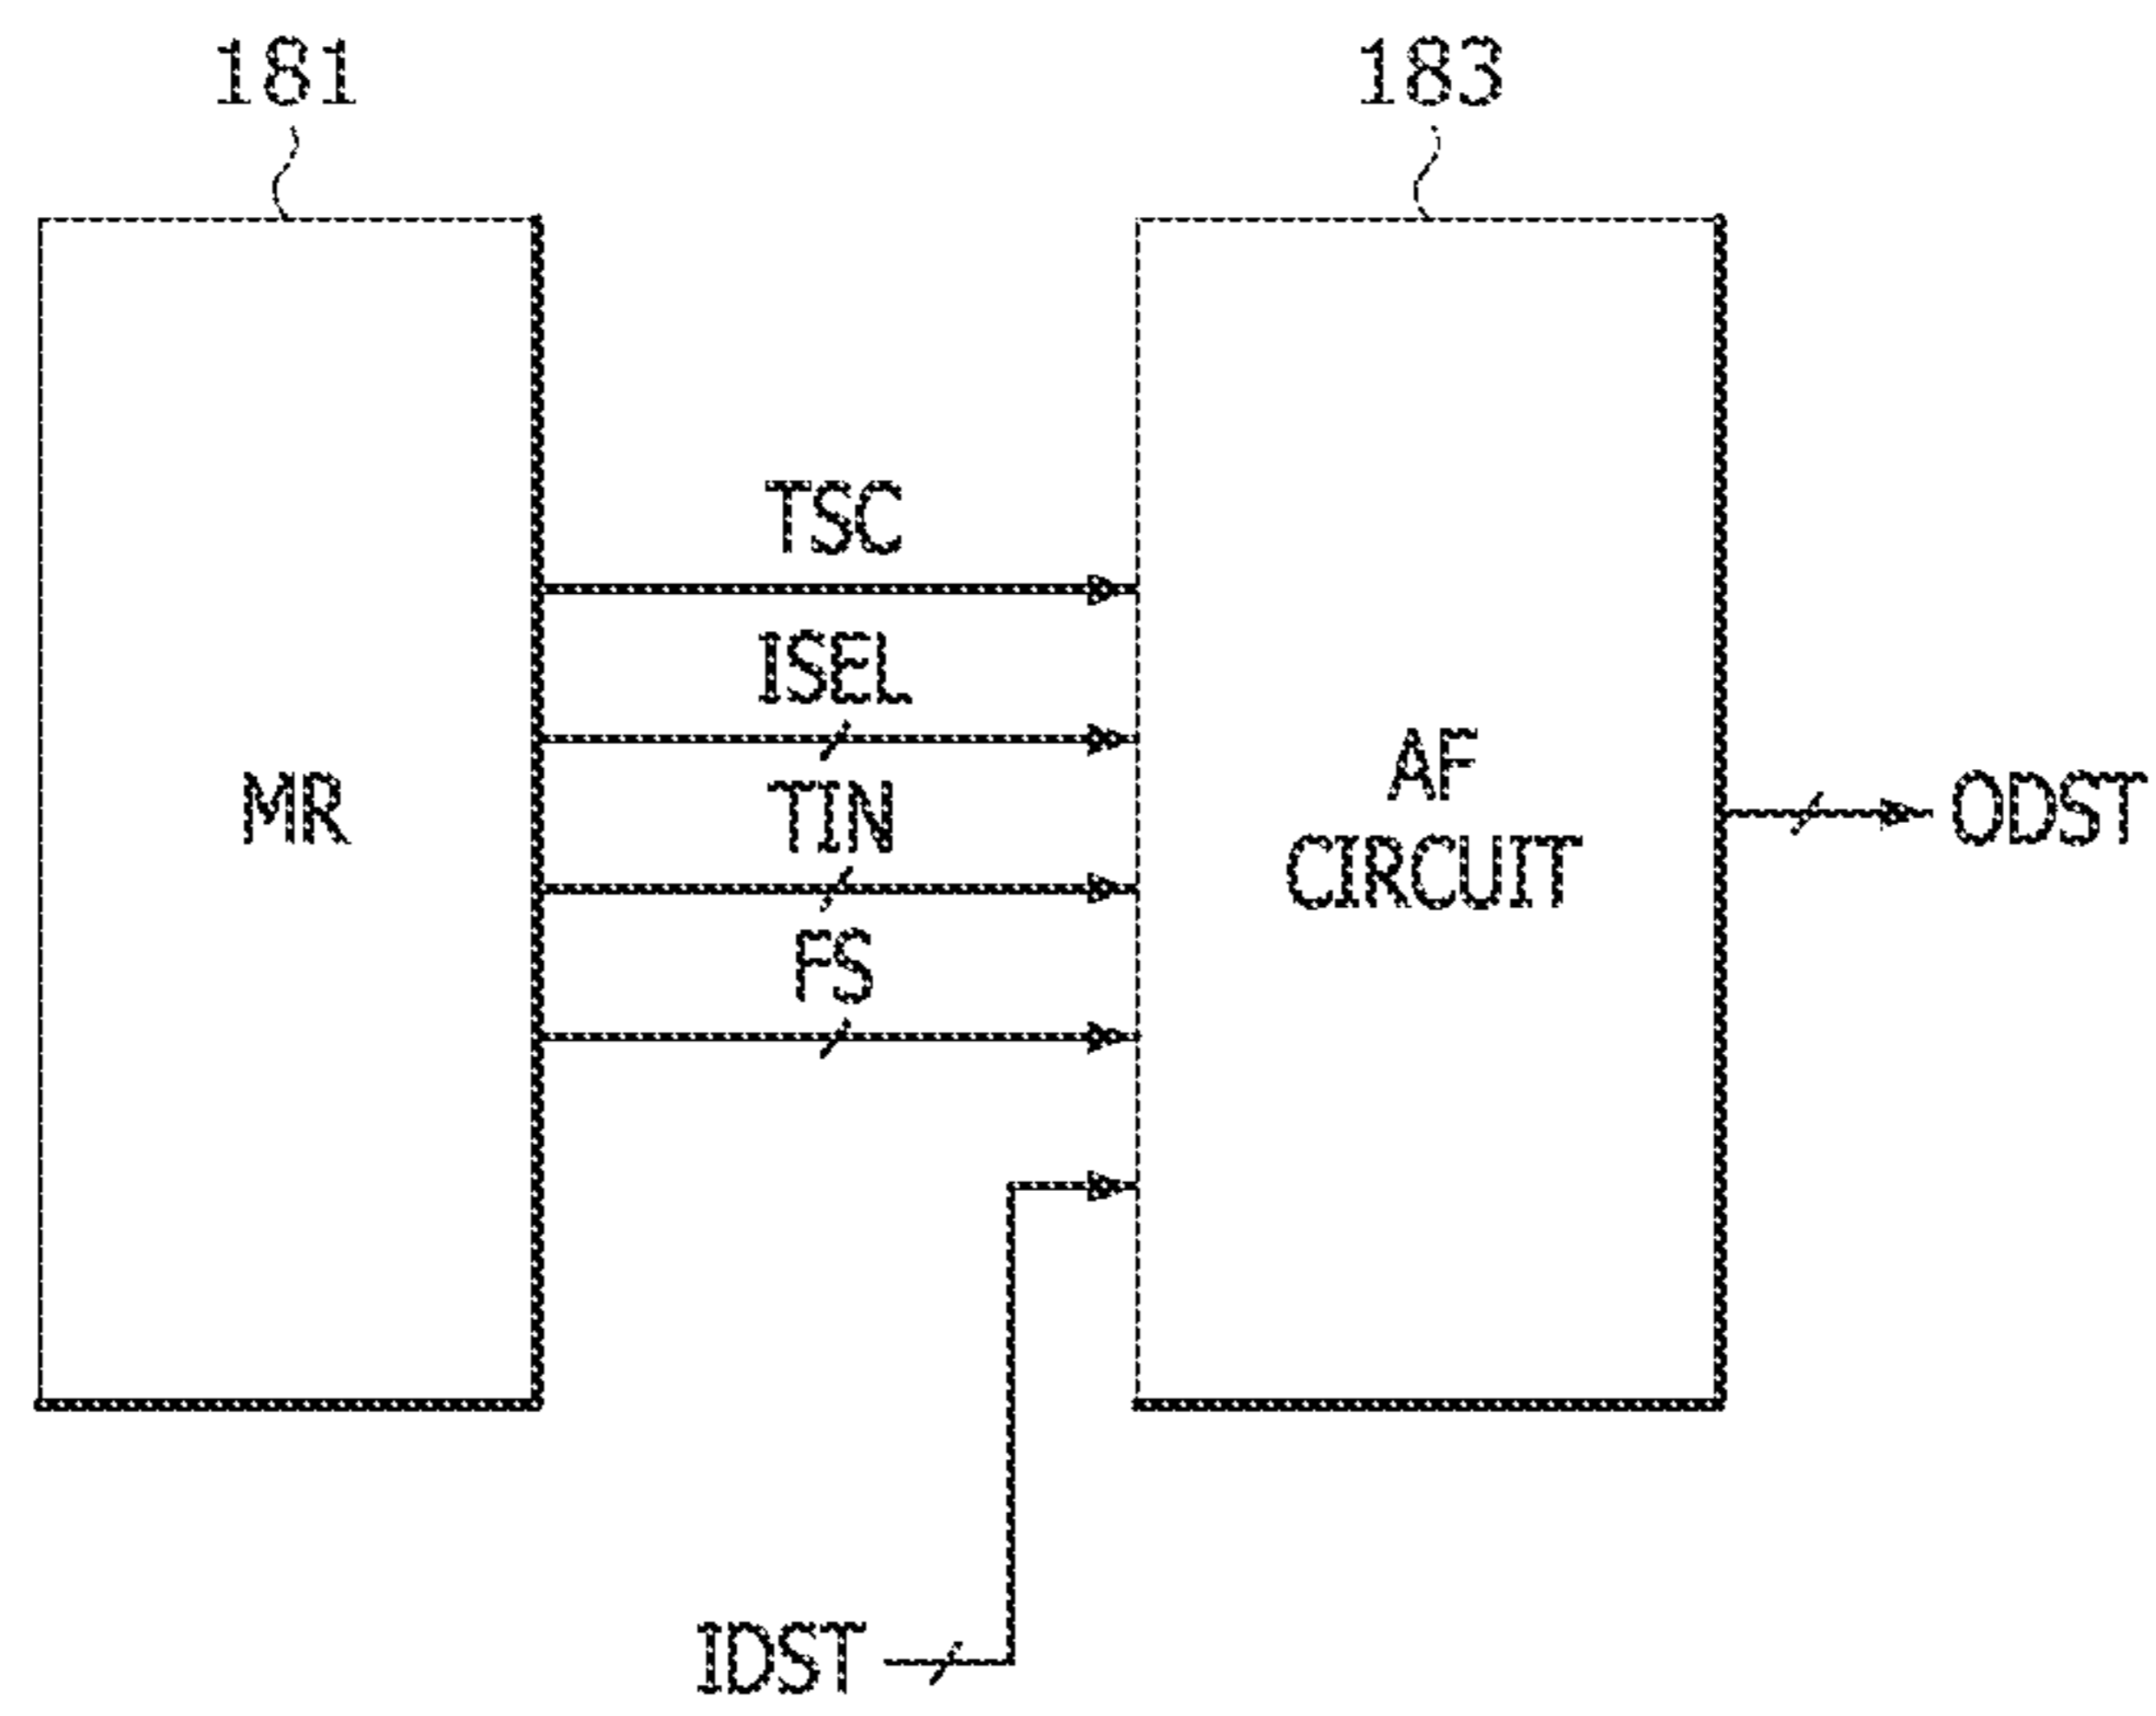 181
183
TSC
ISEL
MR
TIN
AF
CIRCUIT
ODST
FS
IDST